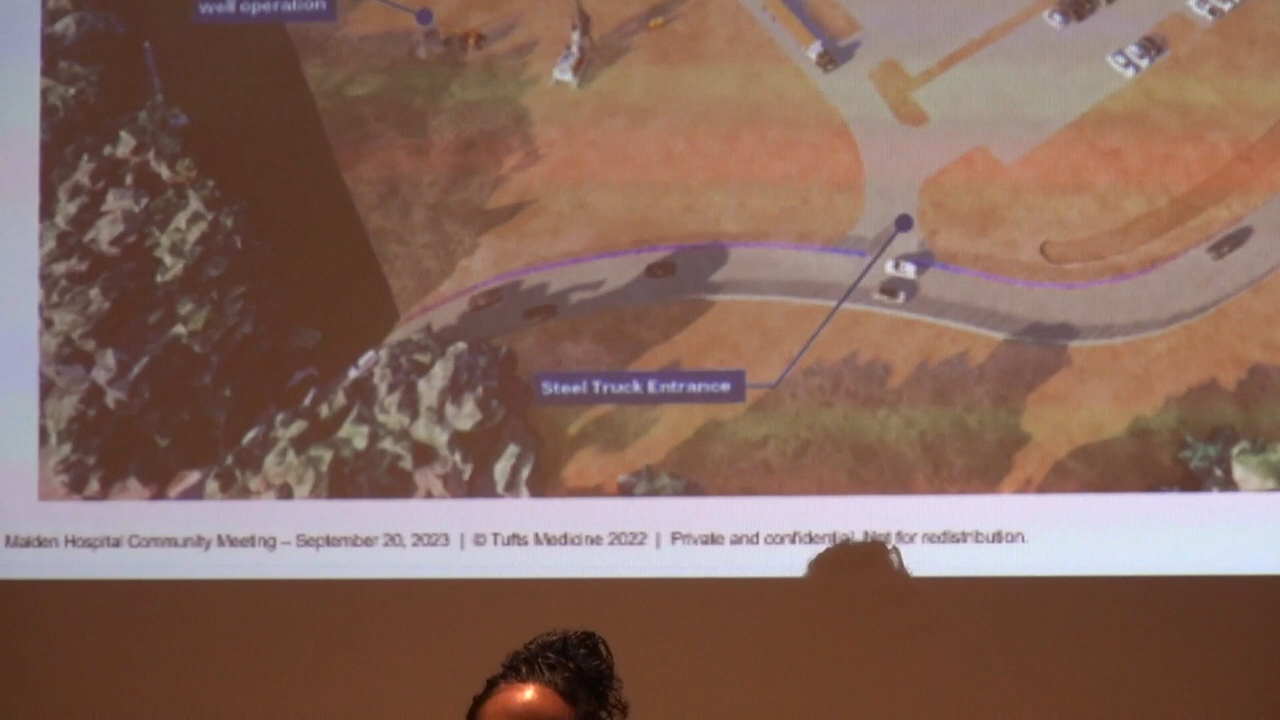 well operation
Steel Truck Entrance
Malden Hospital Community Meeting – September 20, 2023 | © Tufts Medicine 2022 | Private and confidential. Not for redistribution.